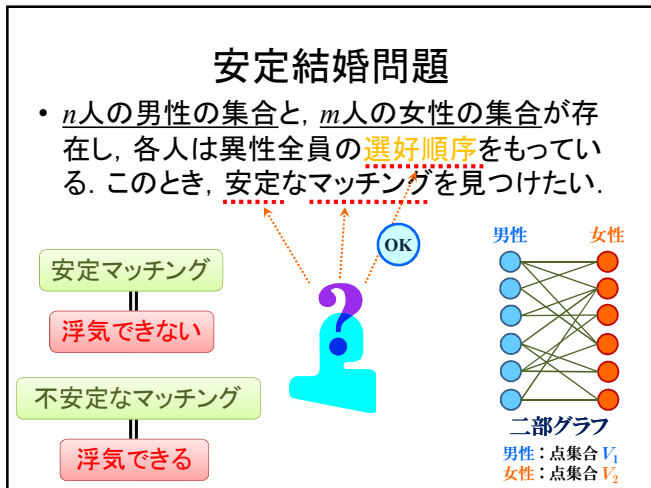 安定結婚問題
• n人の男性の集合と, m人の女性の集合が存
在し, 各人は異性全員の選好順序をもってい
る. このとき, 安定なマッチングを見つけたい.
OK
?
安定マッチング
浮気できない
不安定なマッチング
浮気できる
男性 女性
二部グラフ
男性：点集合 V₁
女性：点集合 V₂